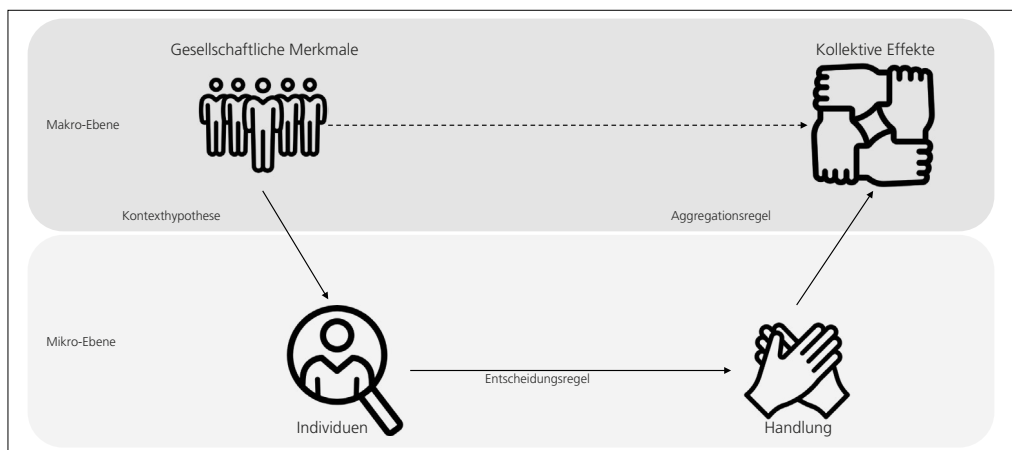 Gesellschaftliche Merkmale
Kollektive Effekte
Makro-Ebene
Kontexthypothese
Aggregationsregel
Mikro-Ebene
Entscheidungsregel
Individuen
Handlung